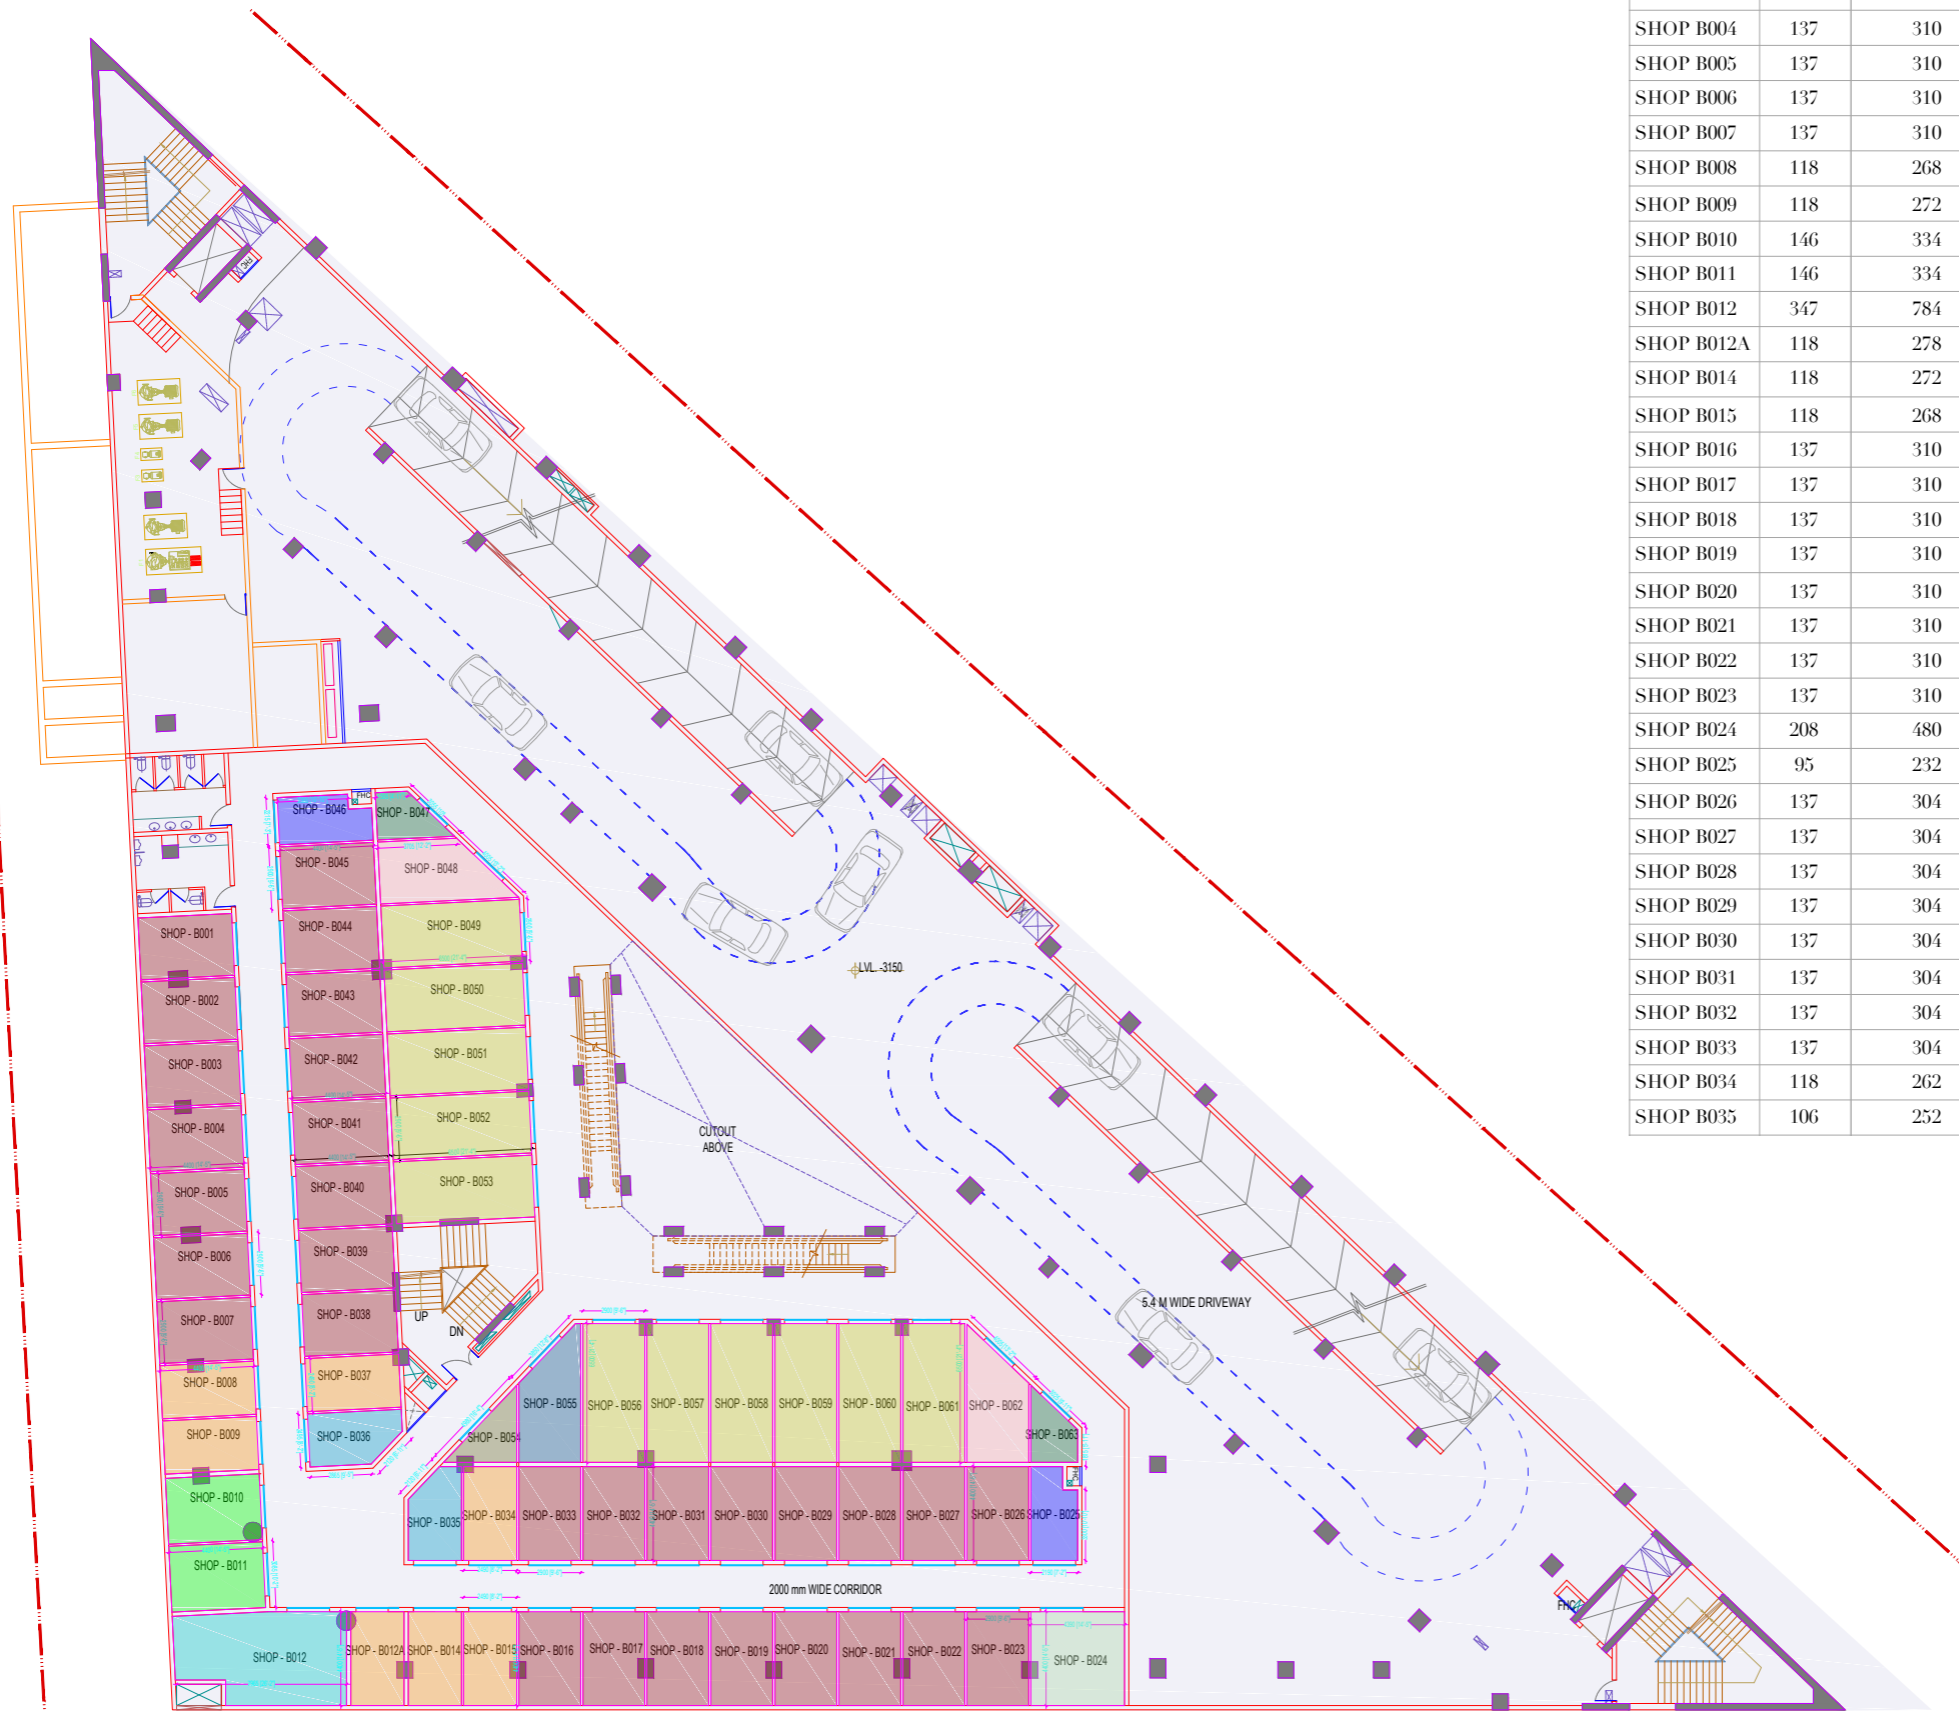 SHOP B004 137 310
SHOP B005 137 310
SHOP B006 137 310
SHOP B007 137 310
SHOP B008 118 268
SHOP B009 118 272
SHOP B010 146 334
SHOP B011 146 334
SHOP B012 347 784
SHOP B012A 118 278
SHOP B014 118 272
SHOP B015 118 268
SHOP B016 137 310
SHOP B017 137 310
SHOP B018 137 310
SHOP B019 137 310
SHOP B020 137 310
SHOP B021 137 310
SHOP B022 137 310
SHOP B023 137 310
SHOP B024 208 480
SHOP B025 95 232
SHOP B026 137 304
SHOP B027 137 304
SHOP B028 137 304
SHOP B029 137 304
SHOP B030 137 304
SHOP B031 137 304
SHOP B032 137 304
SHOP B033 137 304
SHOP B034 118 262
SHOP B035 106 252
FHC
FHC
SHOP - B046
SHOP - B047
SHOP - B045
SHOP - B048
SHOP - B001
SHOP - B044
SHOP - B049
SHOP - B002
SHOP - B043
SHOP - B050
LVL. -3150
SHOP - B003
SHOP - B042
SHOP - B051
SHOP - B004
SHOP - B041
SHOP - B052
CUTOUT
ABOVE
SHOP - B005
SHOP - B040
SHOP - B053
SHOP - B006
SHOP - B039
SHOP - B007
SHOP - B038
UP
DN
5.4 M WIDE DRIVEWAY
SHOP - B008
SHOP - B037
SHOP - B009
SHOP - B036
SHOP - B054
SHOP - B055
SHOP - B056
SHOP - B057
SHOP - B058
SHOP - B059
SHOP - B060
SHOP - B061
SHOP - B062
SHOP - B063
FHC
SHOP - B010
SHOP - B035
SHOP - B034
SHOP - B033
SHOP - B032
SHOP - B031
SHOP - B030
SHOP - B029
SHOP - B028
SHOP - B027
SHOP - B026
SHOP - B025
SHOP - B011
2000 mm WIDE CORRIDOR
FHC
SHOP - B012
SHOP - B012A
SHOP - B014
SHOP - B015
SHOP - B016
SHOP - B017
SHOP - B018
SHOP - B019
SHOP - B020
SHOP - B021
SHOP - B022
SHOP - B023
SHOP - B024